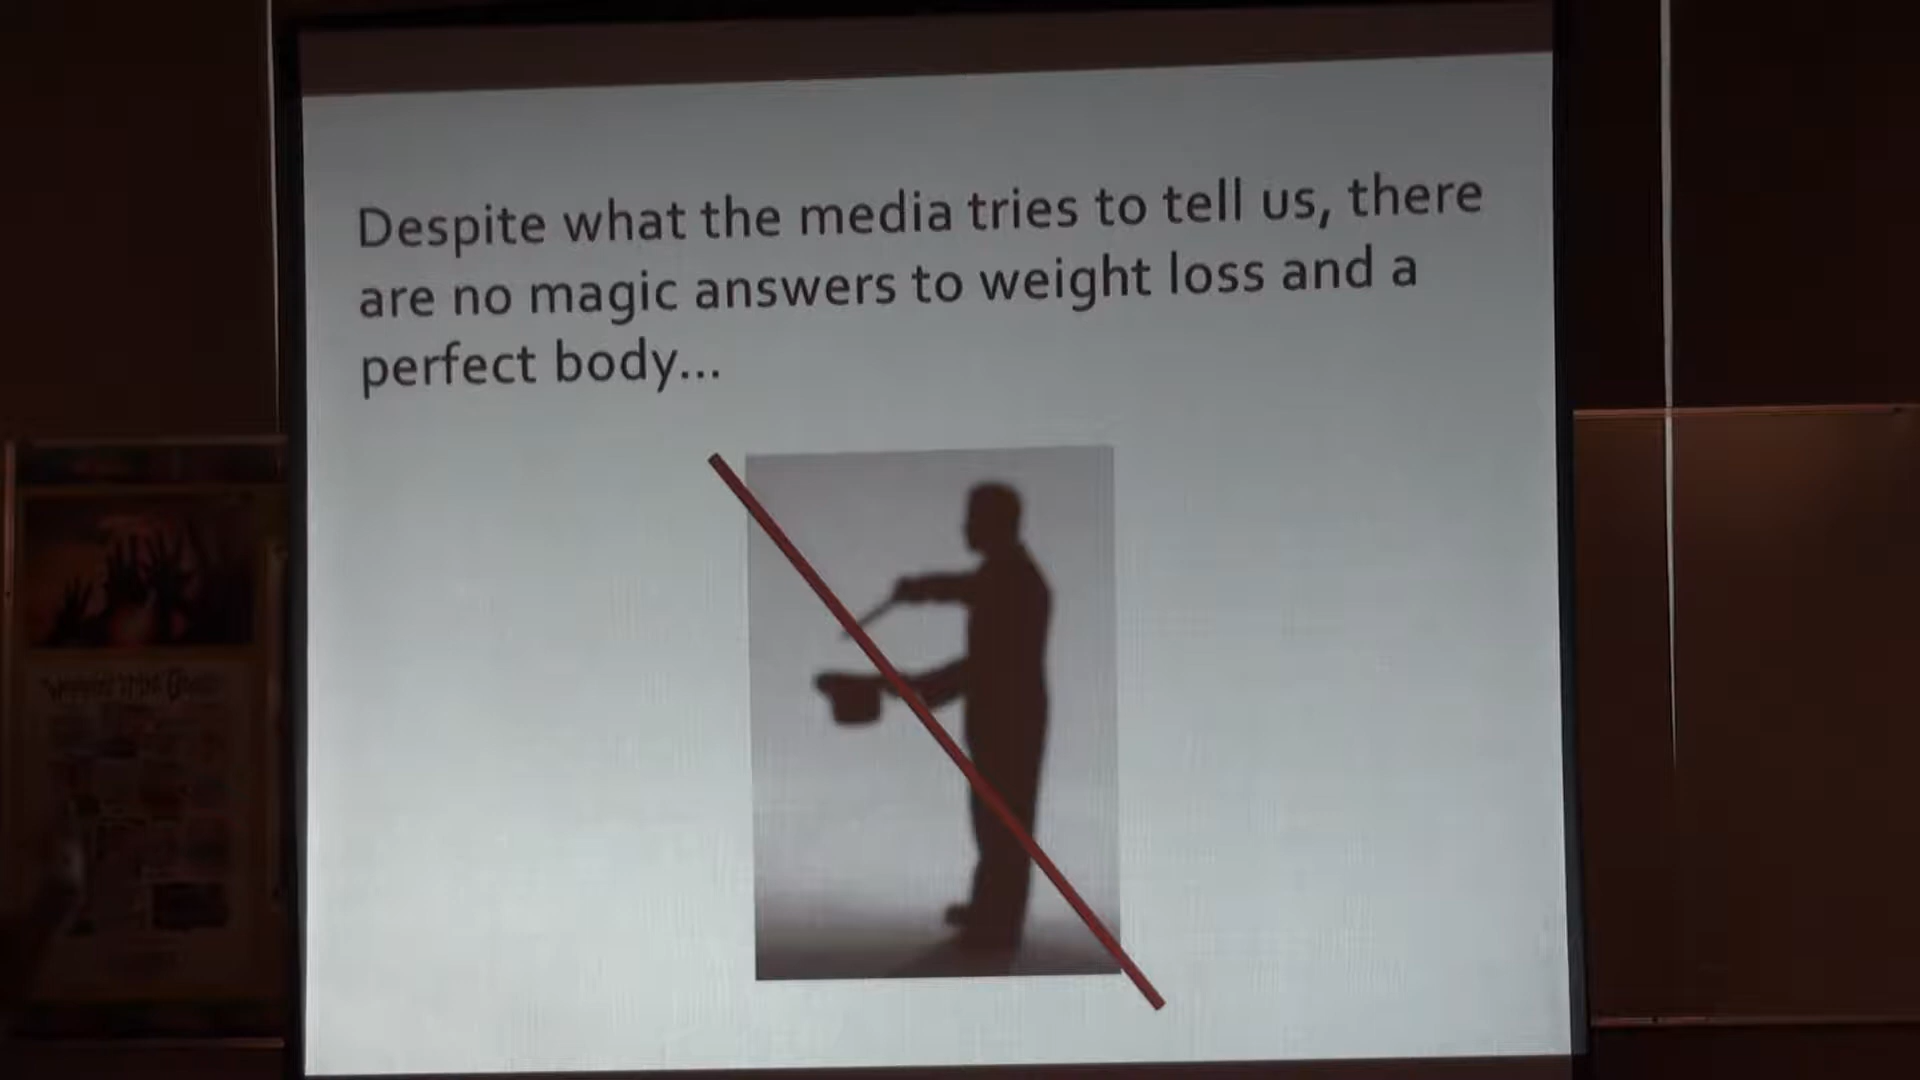 Despite what the media tries to tell us, there
are no magic answers to weight loss and a
perfect body...